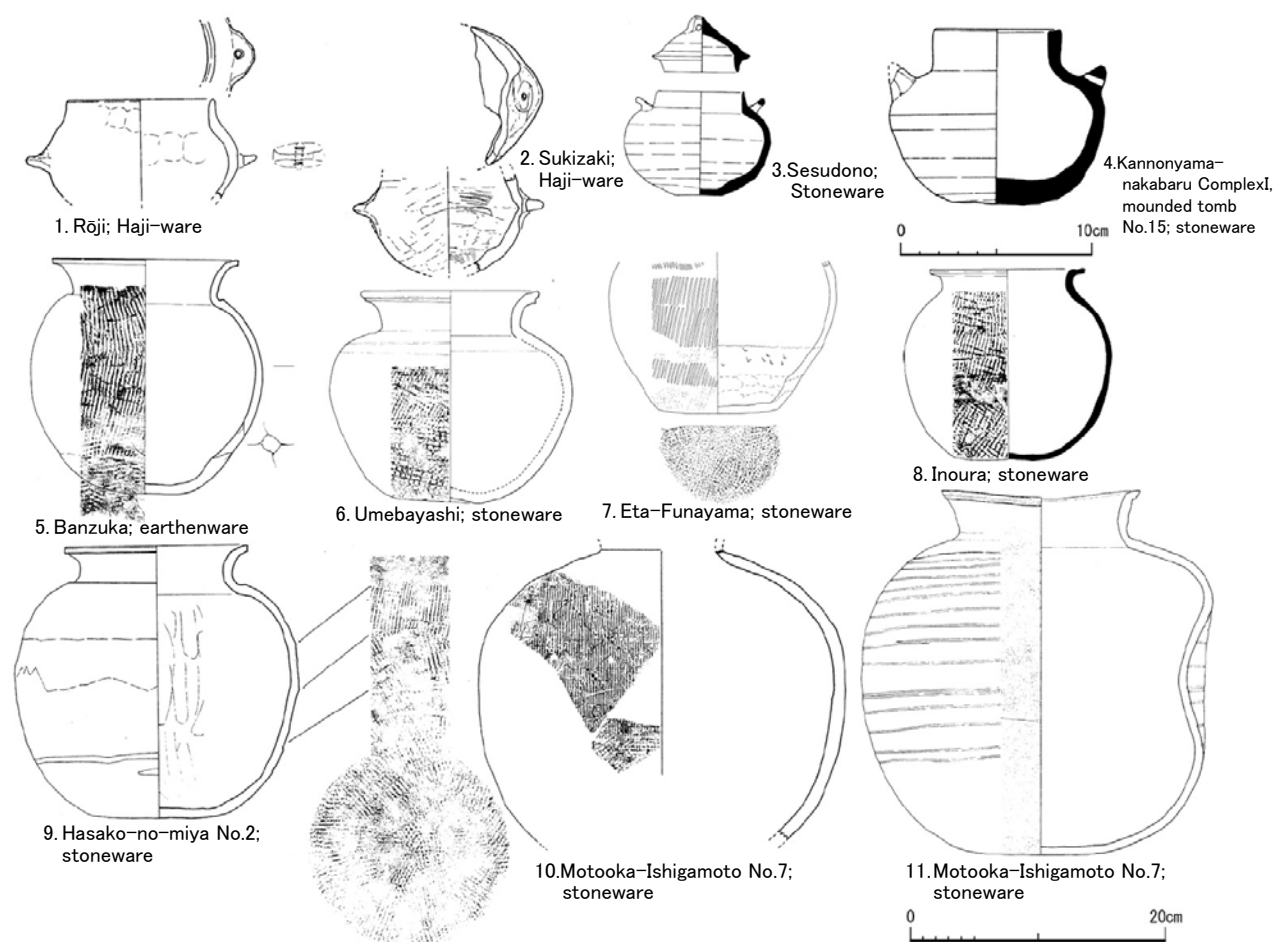 1. Rōji; Haji-ware
2. Sukizaki;
Haji-ware
3. Sesudono;
Stoneware
4. Kannonyama-
nakabaru ComplexI,
mounded tomb
No.15; stoneware
0 10cm
5. Banzuka; earthenware
6. Umebayashi; stoneware
7. Eta-Funayama; stoneware
8. Inoura; stoneware
9. Hasako-no-miya No.2;
stoneware
10. Motooka-Ishigamoto No.7;
stoneware
11. Motooka-Ishigamoto No.7;
stoneware
0 20cm